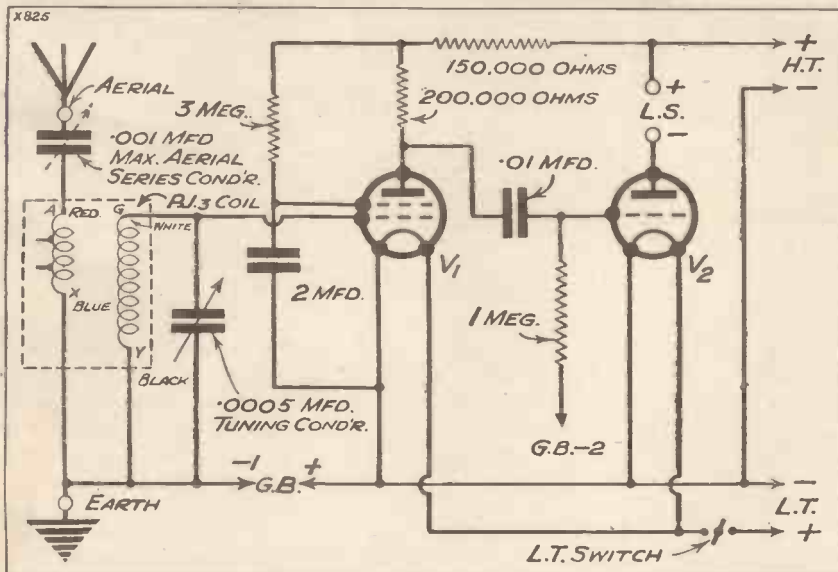 X825
AERIAL
.001 MFD
MAX. AERIAL
SERIES COND'R.
P.J.3 COIL
A
RED.
G
WHITE
X
BLUE
Y
BLACK
3 MEG.
2 MFD.
.0005 MFD.
TUNING COND'R.
150.000 OHMS
200.000 OHMS
.01 MFD.
V1
1 MEG.
G.B.-2
V2
+
L.S.
-
+
H.T.
-
-1
G.B.
+
EARTH
-
L.T.
+
L.T. SWITCH